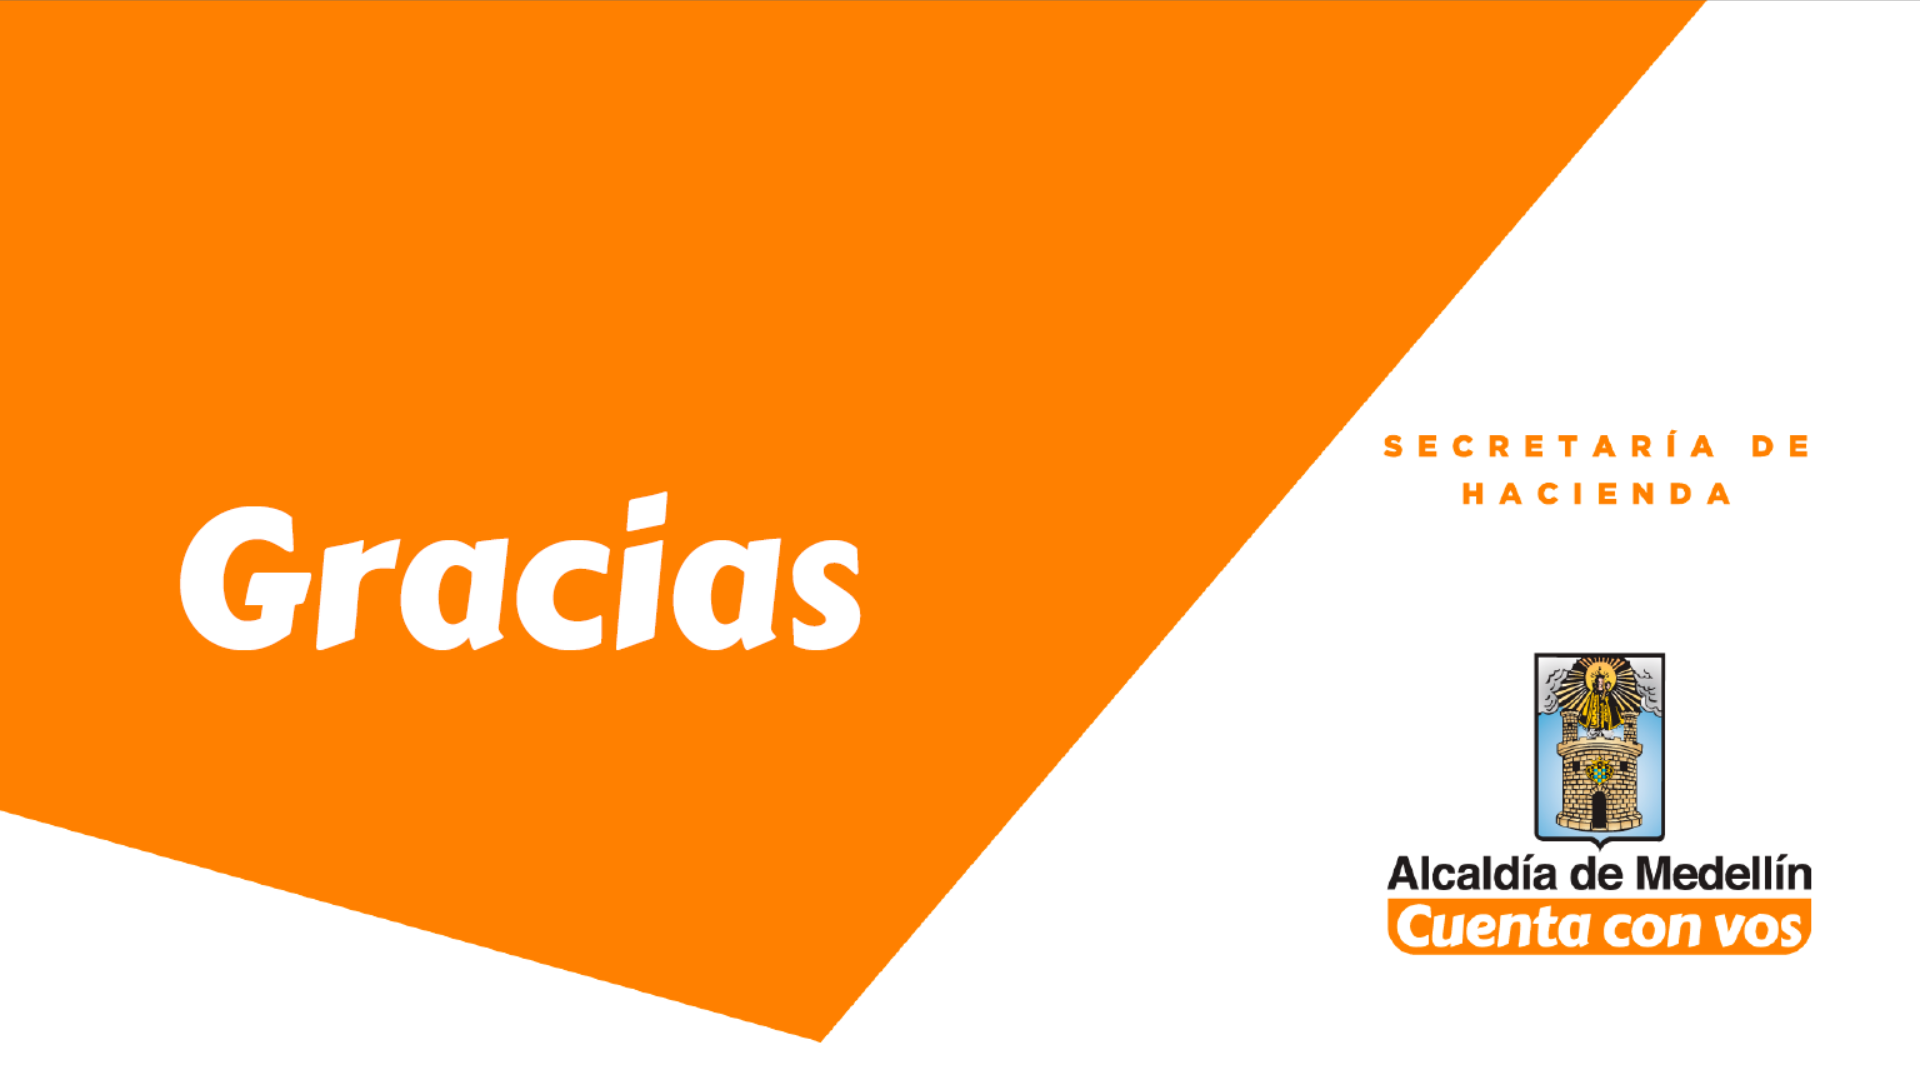 Gracias
SECRETARÍA DE
HACIENDA
Alcaldía de Medellín
Cuenta con vos